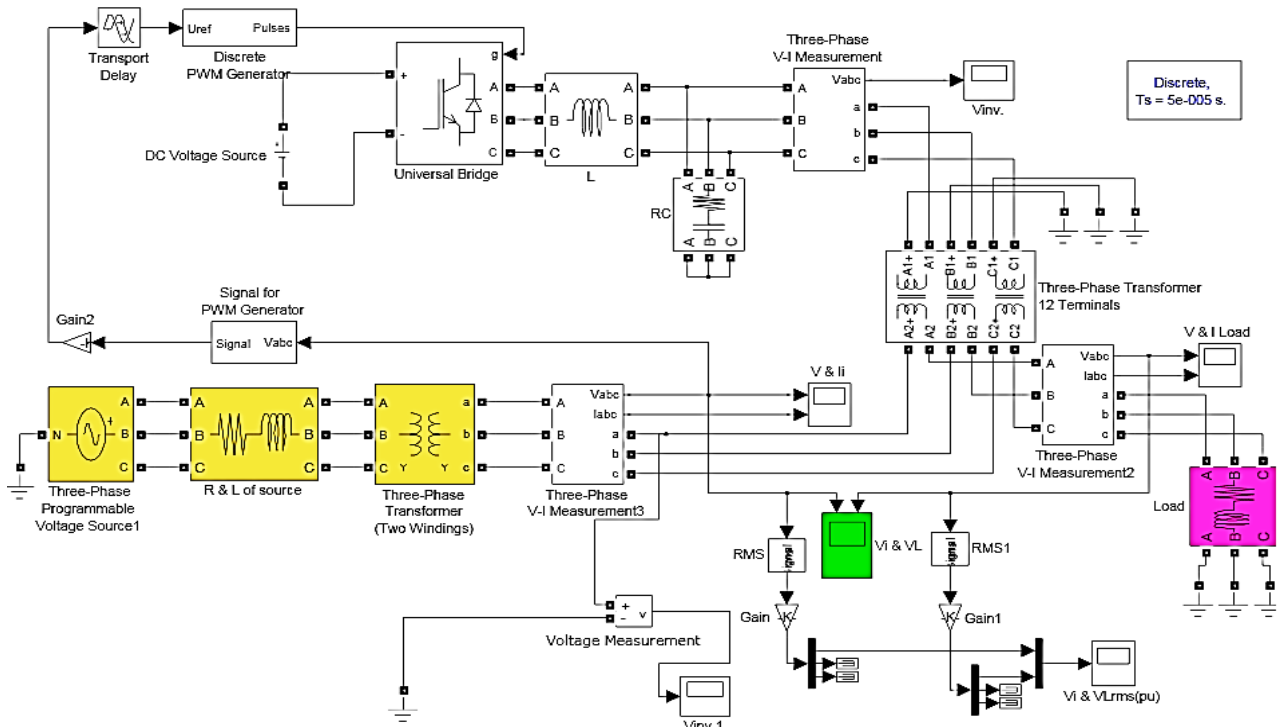 Transport
Delay
Uref
Pulses
Discrete
PWM Generator
DC Voltage Source
+
-
g
A
B
C
Universal Bridge
A
B
C
A
B
C
L
RC
A
B
C
A
B
C
Three-Phase
V-I Measurement
A
B
C
Vabc
a
b
c
Vinv.
Discrete,
Ts = 5e-005 s.
A1+
A1
B1+
B1
C1+
C1
A2+
A2
B2+
B2
C2+
C2
Three-Phase Transformer
12 Terminals
Gain2
Signal for
PWM Generator
Signal
Vabc
N
A
B
C
Three-Phase
Programmable
Voltage Source1
A
B
C
A
B
C
R & L of source
A
B
C
Y
Y
a
b
c
Three-Phase
Transformer
(Two Windings)
A
B
C
Vabc
Iabc
a
b
c
Three-Phase
V-I Measurement3
V & Ii
A
B
C
Vabc
Iabc
a
b
c
Three-Phase
V-I Measurement2
V & I Load
Load
A
B
C
A
B
C
RMS
signal
Vi & VL
signal
RMS1
Gain
-K-
-K-
Gain1
+
-
v
Voltage Measurement
Vinv.1
Vi & VLrms(pu)